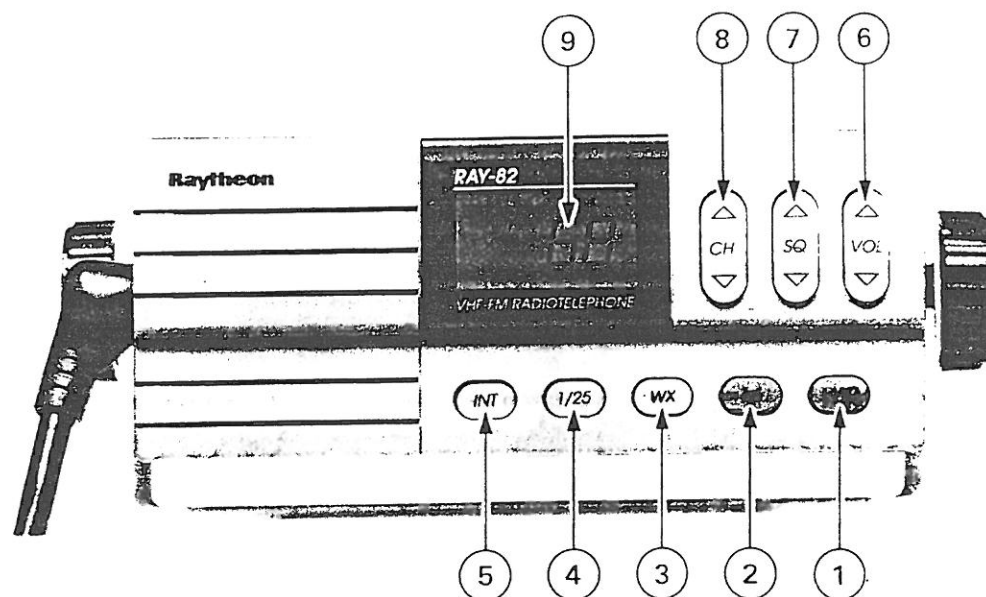 9 8 7 6
Raytheon
RAY-82
CH SQ VOL
VHF-FM RADIOTELEPHONE
INT 1/25 WX
5 4 3 2 1